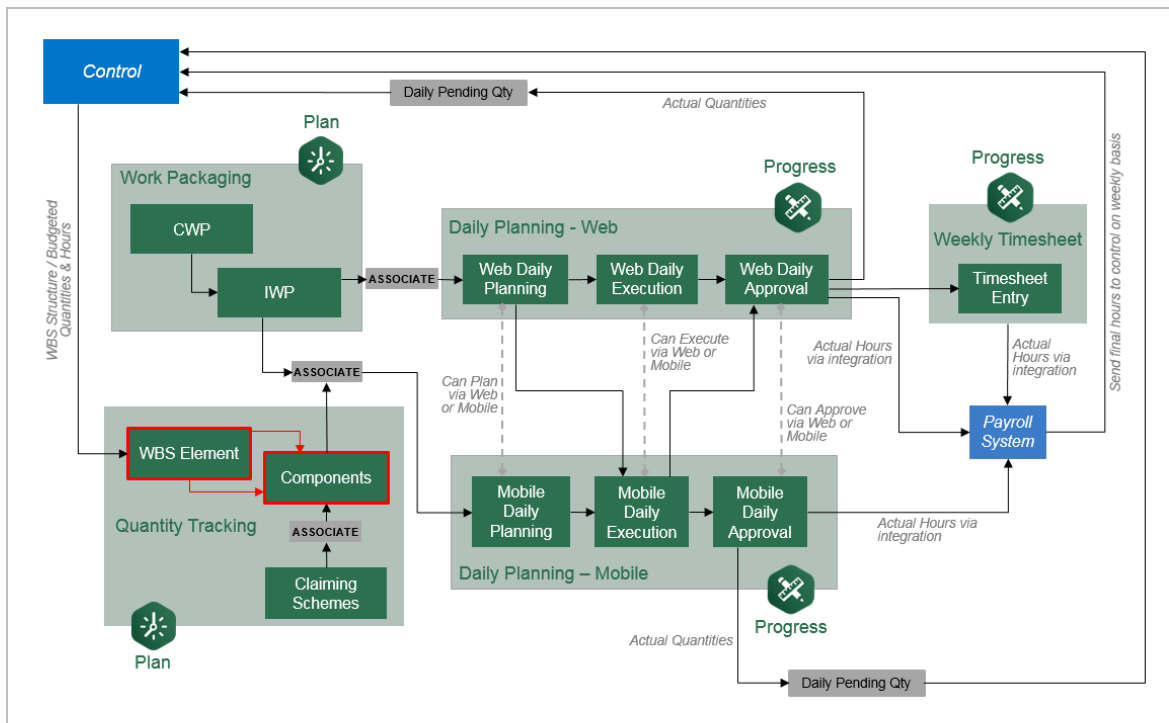 Control
Daily Pending Qty
Actual Quantities
Plan
Work Packaging
CWP
IWP
ASSOCIATE
Progress
Daily Planning - Web
Web Daily
Planning
Web Daily
Execution
Web Daily
Approval
Progress
Weekly Timesheet
Timesheet
Entry
WBS Structure / Budgeted
Quantities & Hours
Send final hours to control on weekly basis
ASSOCIATE
Can Plan
via Web
or Mobile
Can Execute
via Web or
Mobile
Actual Hours
via integration
Actual
Hours via
integration
Can Approve
via Web or
Mobile
Payroll
System
WBS Element
Components
Quantity Tracking
ASSOCIATE
Claiming
Schemes
Plan
Mobile
Daily
Planning
Mobile
Daily
Execution
Mobile
Daily
Approval
Actual Hours via
integration
Daily Planning – Mobile
Progress
Actual Quantities
Daily Pending Qty